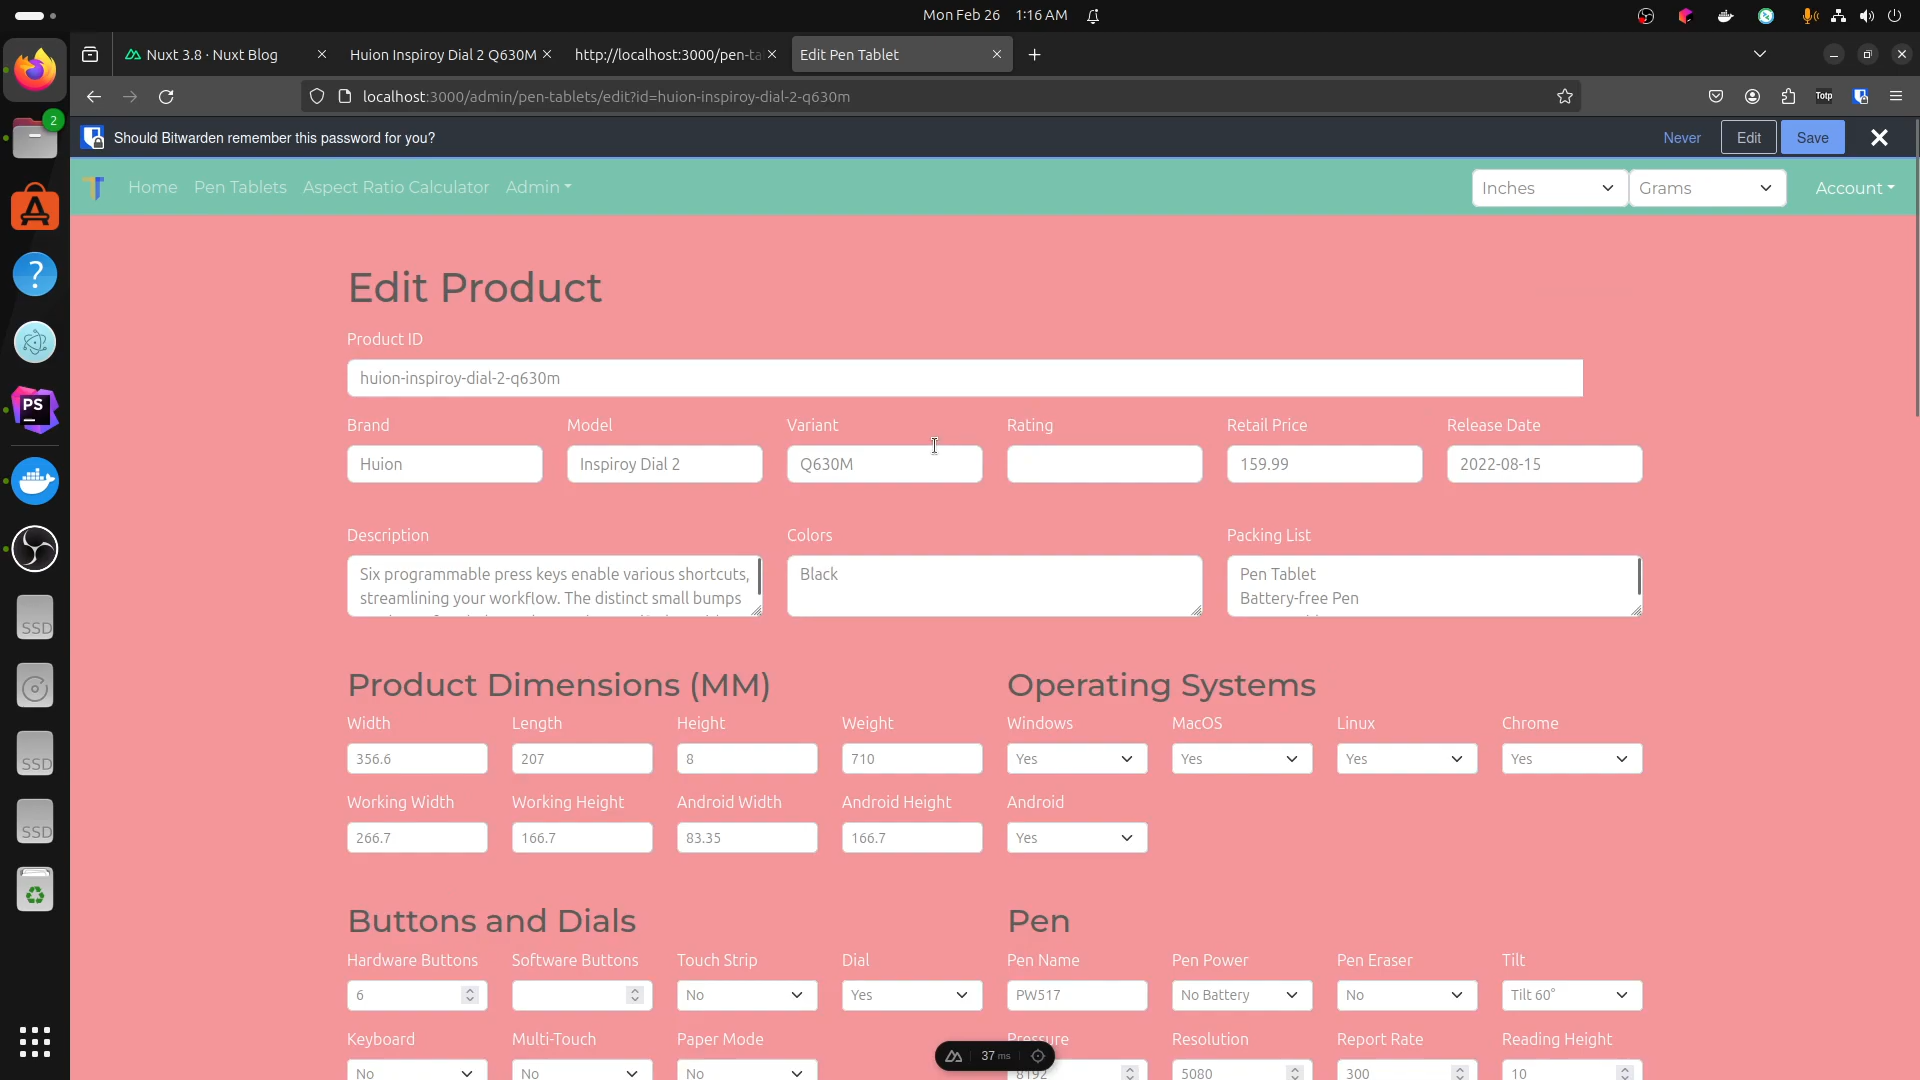 Mon Feb 26 1:16 AM
Nuxt 3.8 · Nuxt Blog
Huion Inspiroy Dial 2 Q630M
http://localhost:3000/pen-ta
Edit Pen Tablet
localhost:3000/admin/pen-tablets/edit?id=huion-inspiroy-dial-2-q630m
Totp
2
Should Bitwarden remember this password for you?
Never
Edit
Save
Home
Pen Tablets
Aspect Ratio Calculator
Admin
Inches
Grams
Account
Edit Product
Product ID
huion-inspiroy-dial-2-q630m
Brand
Model
Variant
Rating
Retail Price
Release Date
Huion
Inspiroy Dial 2
Q630M
159.99
2022-08-15
Description
Colors
Packing List
Six programmable press keys enable various shortcuts,
streamlining your workflow. The distinct small bumps
Black
Pen Tablet
Battery-free Pen
Product Dimensions (MM)
Operating Systems
Width
Length
Height
Weight
Windows
MacOS
Linux
Chrome
356.6
207
8
710
Yes
Yes
Yes
Yes
Working Width
Working Height
Android Width
Android Height
Android
266.7
166.7
83.35
166.7
Yes
Buttons and Dials
Pen
Hardware Buttons
Software Buttons
Touch Strip
Dial
Pen Name
Pen Power
Pen Eraser
Tilt
6
No
Yes
PW517
No Battery
No
Tilt 60°
Keyboard
Multi-Touch
Paper Mode
Pressure
Resolution
Report Rate
Reading Height
No
No
No
8192
5080
300
10
37 ms
PS
SSD
SSD
SSD